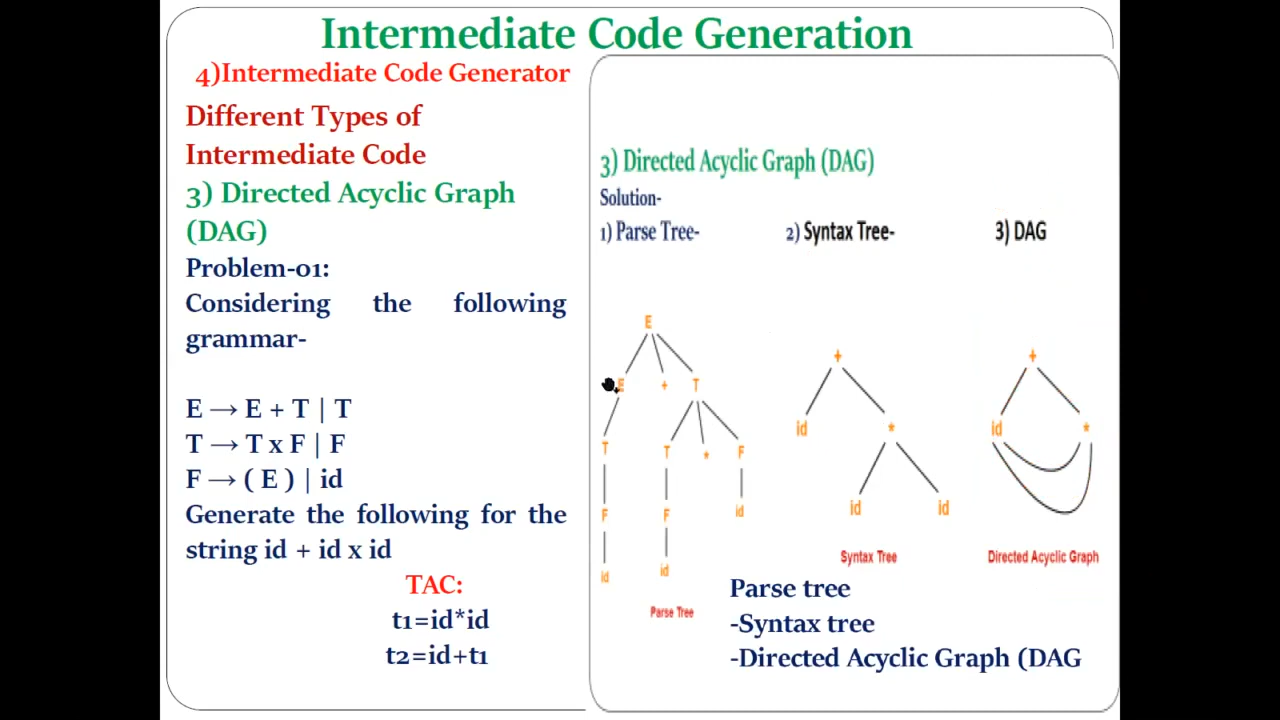 Intermediate Code Generation
4)Intermediate Code Generator
Different Types of
Intermediate Code
3) Directed Acyclic Graph
(DAG)
Problem-01:
Considering the following
grammar-
E → E + T | T
T → T x F | F
F → ( E ) | id
Generate the following for the
string id + id x id
TAC:
t1=id*id
t2=id+t1
3) Directed Acyclic Graph (DAG)
Solution-
1) Parse Tree- 2) Syntax Tree- 3) DAG
E
E + T
T T * F
F F id
id id
Parse Tree
+
id *
id id
Syntax Tree
+
id *
Directed Acyclic Graph
Parse tree
-Syntax tree
-Directed Acyclic Graph (DAG